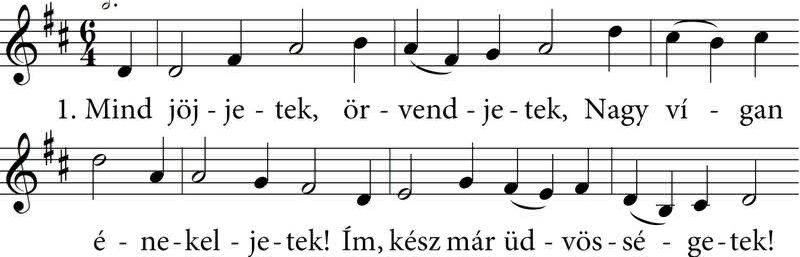 1. Mind jöj - je - tek, ör - vend - je - tek, Nagy ví - gan
é - ne - kel - je - tek! Ím, kész már üd - vös - sé - ge - tek!